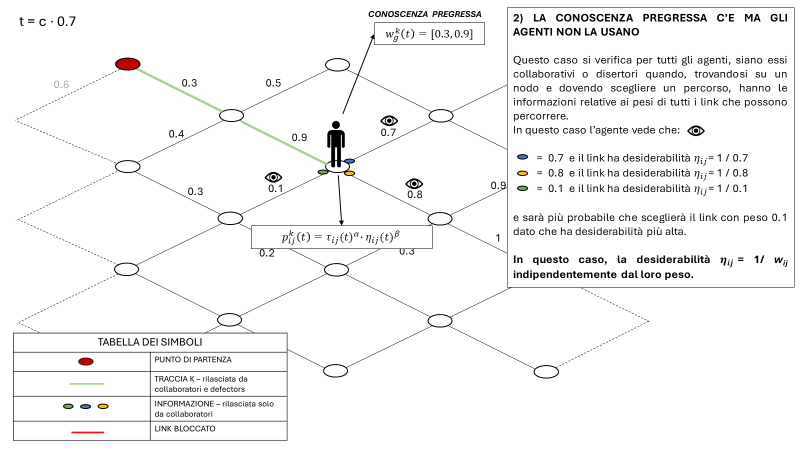 t = c · 0.7
CONOSCENZA PREGRESSA
w_g^k(t) = [0.3, 0.9]
0.6
0.3
0.5
0.4
0.9
0.7
0.1
0.8
0.3
0.9
p_ij^k(t) = τ_ij(t)^α · η_ij(t)^β
0.2
0.3
1
2) LA CONOSCENZA PREGRESSA C'E MA GLI
AGENTI NON LA USANO
Questo caso si verifica per tutti gli agenti, siano essi
collaborativi o disertori quando, trovandosi su un
nodo e dovendo scegliere un percorso, hanno le
informazioni relative ai pesi di tutti i link che possono
percorrere.
In questo caso l'agente vede che:
= 0.7 e il link ha desiderabilità η_ij = 1 / 0.7
= 0.8 e il link ha desiderabilità η_ij = 1 / 0.8
= 0.1 e il link ha desiderabilità η_ij = 1 / 0.1
e sarà più probabile che sceglierà il link con peso 0.1
dato che ha desiderabilità più alta.
In questo caso, la desiderabilità η_ij = 1/ w_ij
indipendentemente dal loro peso.
TABELLA DEI SIMBOLI
PUNTO DI PARTENZA
TRACCIA K – rilasciata da
collaboratori e defectors
INFORMAZIONE – rilasciata solo
da collaboratori
LINK BLOCCATO